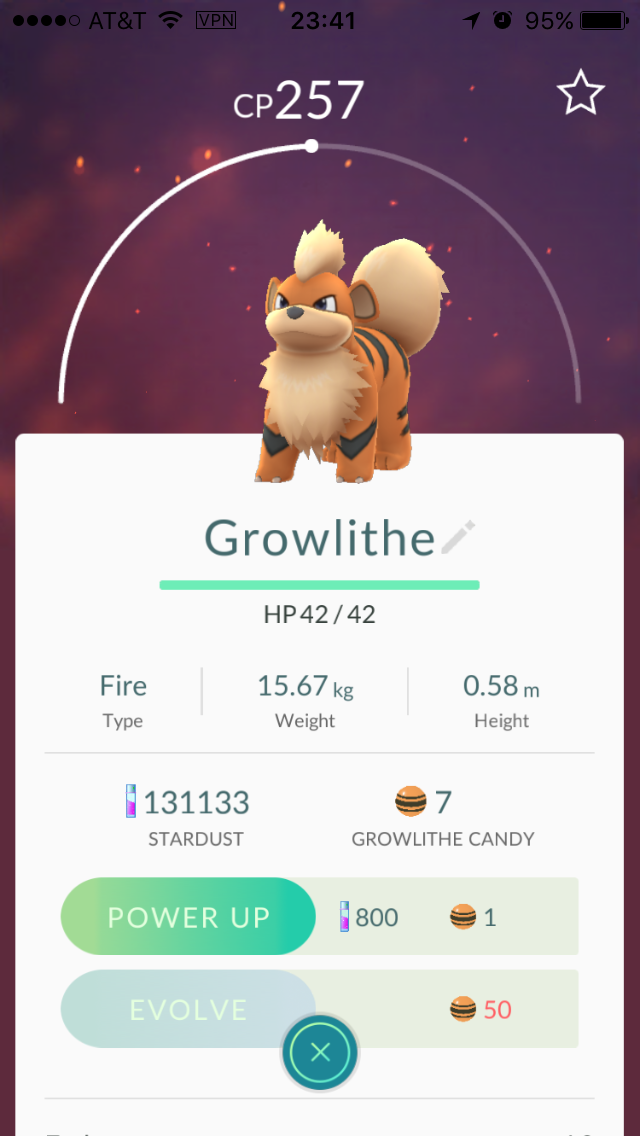 AT&T VPN 23:41 95%
CP257
Growlithe
HP 42 / 42
Fire 15.67 kg 0.58 m
Type Weight Height
131133 7
STARDUST GROWLITHE CANDY
POWER UP 800 1
EVOLVE 50